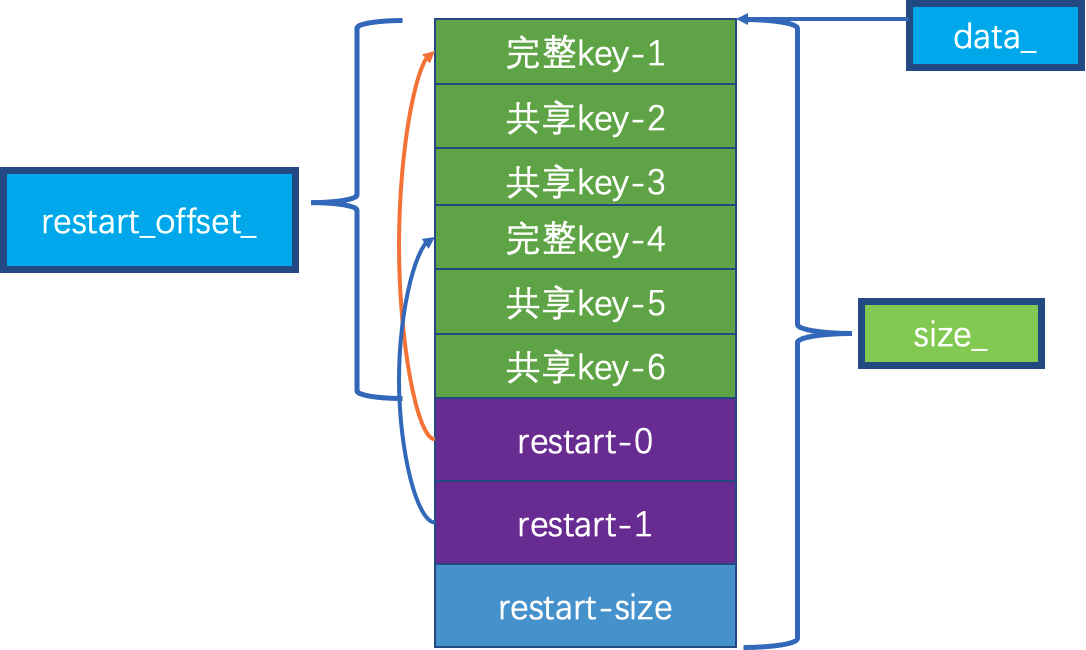 data_
完整key-1
共享key-2
共享key-3
restart_offset_
完整key-4
共享key-5
size_
共享key-6
restart-0
restart-1
restart-size